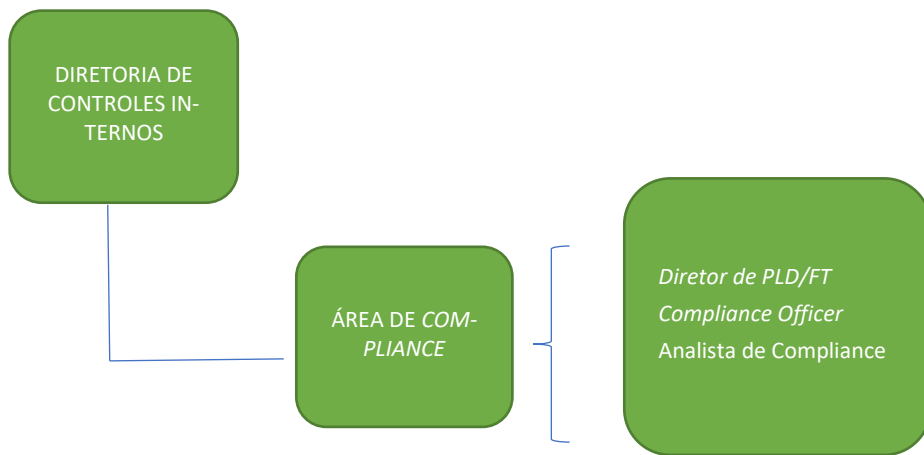 DIRETORIA DE
CONTROLES IN-
TERNOS
ÁREA DE COM-
PLIANCE
Diretor de PLD/FT
Compliance Officer
Analista de Compliance